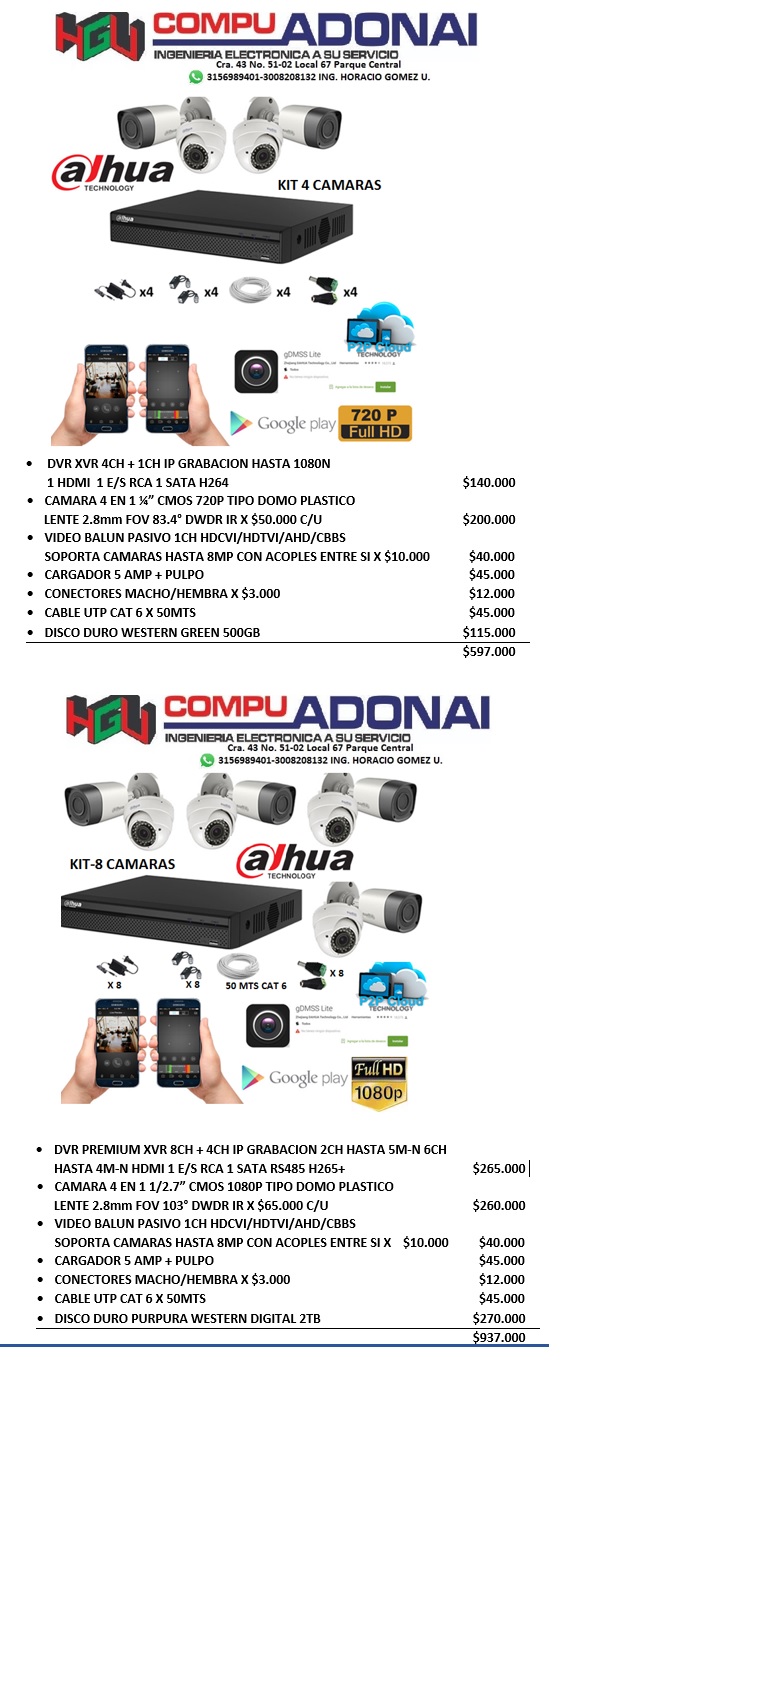 HGU COMPU ADONAI
INGENIERIA ELECTRONICA A SU SERVICIO
Cra. 43 No. 51-02 Local 67 Parque Central
3156989401-3008208132 ING. HORACIO GOMEZ U.
alhua
TECHNOLOGY
KIT 4 CAMARAS
alhua
x4 x4 x4 x4
P2P Cloud
TECHNOLOGY
gDMSS Lite
Google play
720 P
Full HD
• DVR XVR 4CH + 1CH IP GRABACION HASTA 1080N
1 HDMI 1 E/S RCA 1 SATA H264 $140.000
• CAMARA 4 EN 1 ¼” CMOS 720P TIPO DOMO PLASTICO
LENTE 2.8mm FOV 83.4° DWDR IR X $50.000 C/U $200.000
• VIDEO BALUN PASIVO 1CH HDCVI/HDTVI/AHD/CBBS
SOPORTA CAMARAS HASTA 8MP CON ACOPLES ENTRE SI X $10.000 $40.000
• CARGADOR 5 AMP + PULPO $45.000
• CONECTORES MACHO/HEMBRA X $3.000 $12.000
• CABLE UTP CAT 6 X 50MTS $45.000
• DISCO DURO WESTERN GREEN 500GB $115.000
$597.000
HGU COMPU ADONAI
INGENIERIA ELECTRONICA A SU SERVICIO
Cra. 43 No. 51-02 Local 67 Parque Central
3156989401-3008208132 ING. HORACIO GOMEZ U.
KIT-8 CAMARAS
alhua
TECHNOLOGY
alhua
X 8 X 8 50 MTS CAT 6 X 8
P2P Cloud
TECHNOLOGY
gDMSS Lite
Google play
Full HD
1080p
• DVR PREMIUM XVR 8CH + 4CH IP GRABACION 2CH HASTA 5M-N 6CH
HASTA 4M-N HDMI 1 E/S RCA 1 SATA RS485 H265+ $265.000
• CAMARA 4 EN 1 1/2.7” CMOS 1080P TIPO DOMO PLASTICO
LENTE 2.8mm FOV 103° DWDR IR X $65.000 C/U $260.000
• VIDEO BALUN PASIVO 1CH HDCVI/HDTVI/AHD/CBBS
SOPORTA CAMARAS HASTA 8MP CON ACOPLES ENTRE SI X $10.000 $40.000
• CARGADOR 5 AMP + PULPO $45.000
• CONECTORES MACHO/HEMBRA X $3.000 $12.000
• CABLE UTP CAT 6 X 50MTS $45.000
• DISCO DURO PURPURA WESTERN DIGITAL 2TB $270.000
$937.000